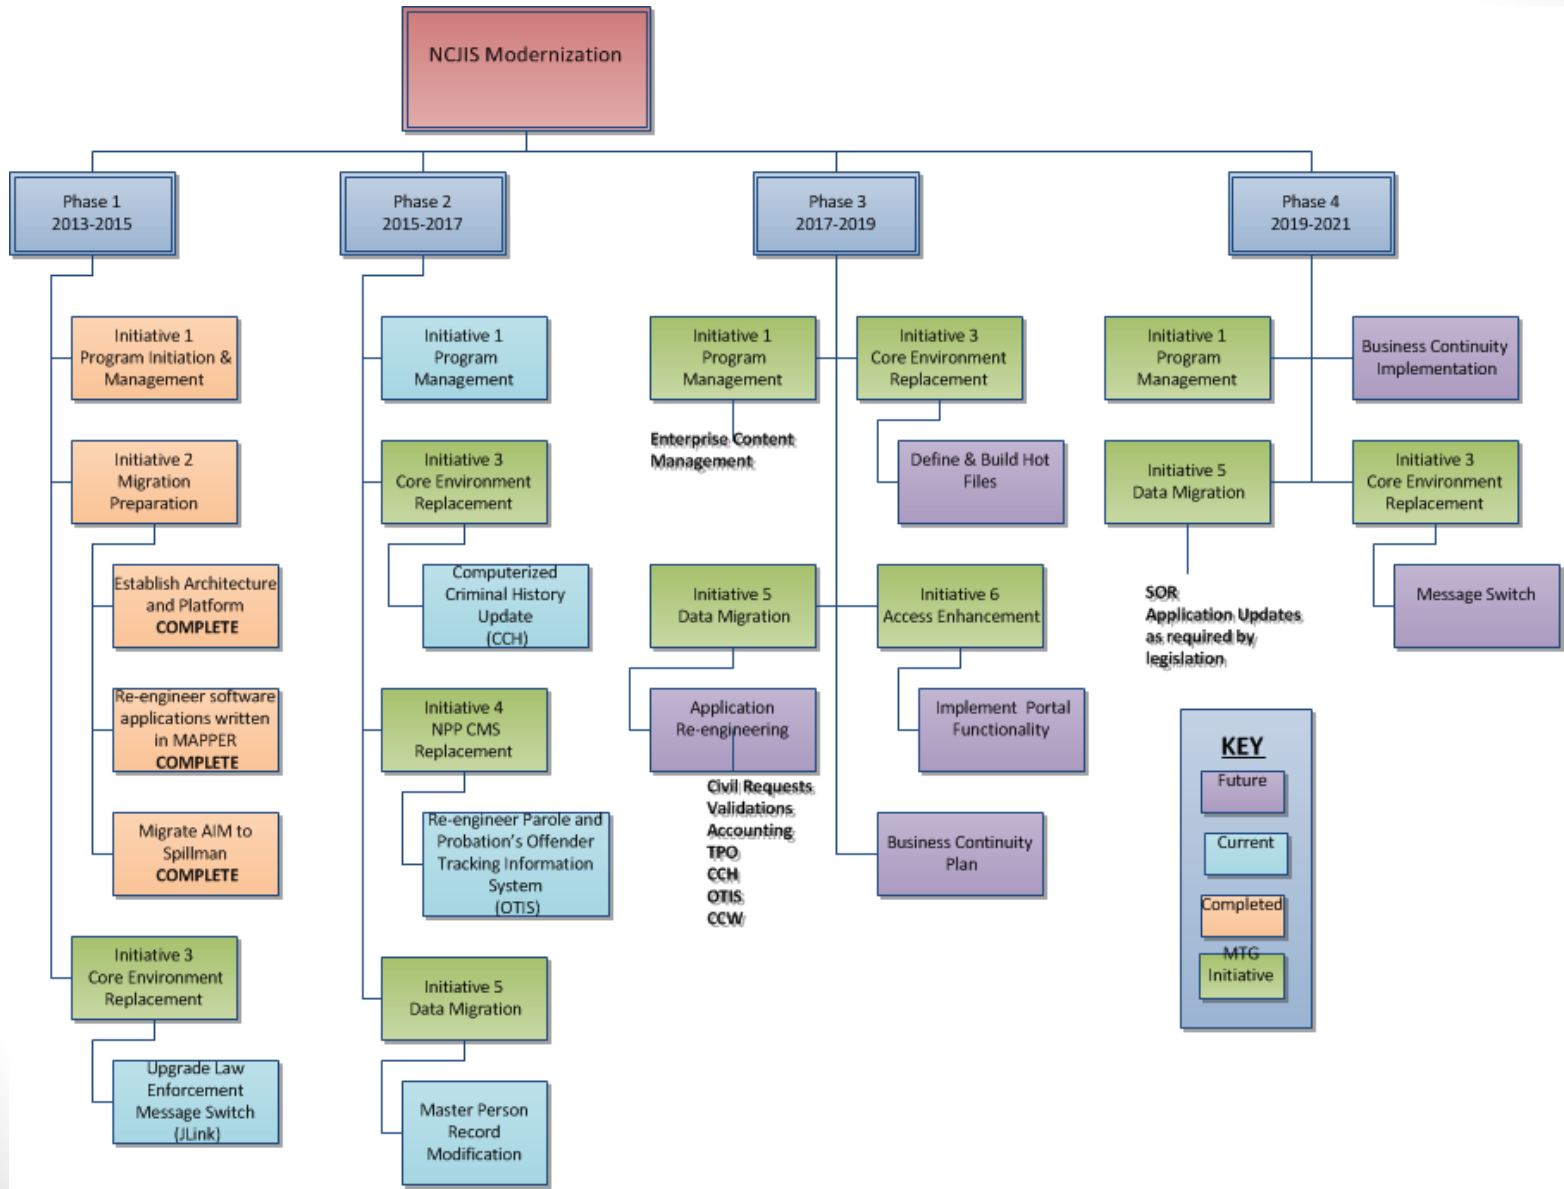 NCJIS Modernization
Phase 1
2013-2015
Initiative 1
Program Initiation &
Management
Initiative 2
Migration
Preparation
Establish Architecture
and Platform
COMPLETE
Re-engineer software
applications written
in MAPPER
COMPLETE
Migrate AIM to
Spillman
COMPLETE
Initiative 3
Core Environment
Replacement
Upgrade Law
Enforcement
Message Switch
(JLink)
Phase 2
2015-2017
Initiative 1
Program
Management
Initiative 3
Core Environment
Replacement
Computerized
Criminal History
Update
(CCH)
Initiative 4
NPP CMS
Replacement
Re-engineer Parole and
Probation's Offender
Tracking Information
System
(OTIS)
Initiative 5
Data Migration
Master Person
Record
Modification
Phase 3
2017-2019
Initiative 1
Program
Management
Enterprise Content
Management
Initiative 3
Core Environment
Replacement
Define & Build Hot
Files
Initiative 5
Data Migration
Application
Re-engineering
Civil Requests
Validations
Accounting
TPO
CCH
OTIS
CCW
Initiative 6
Access Enhancement
Implement Portal
Functionality
Business Continuity
Plan
Phase 4
2019-2021
Initiative 1
Program
Management
Business Continuity
Implementation
Initiative 5
Data Migration
SOR
Application Updates
as required by
legislation
Initiative 3
Core Environment
Replacement
Message Switch
KEY
Future
Current
Completed
MTG
Initiative